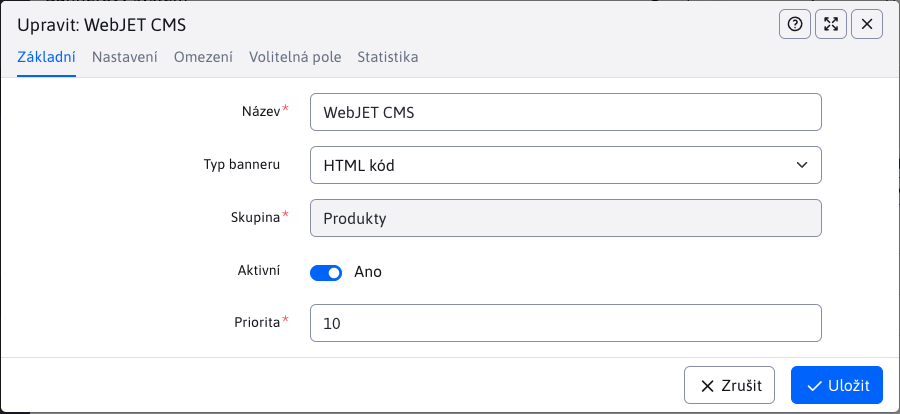 Upravit: WebJET CMS
Základní Nastavení Omezení Volitelná pole Statistika
Název* WebJET CMS
Typ banneru HTML kód
Skupina* Produkty
Aktivní Ano
Priorita* 10
Zrušit Uložit